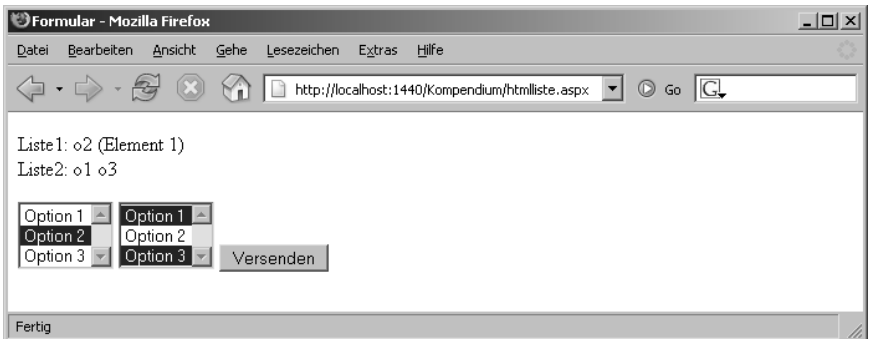 Formular - Mozilla Firefox
Datei Bearbeiten Ansicht Gehe Lesezeichen Extras Hilfe
http://localhost:1440/Kompendium/htmlliste.aspx Go G
Liste1: o2 (Element 1)
Liste2: o1 o3
Option 1 Option 1
Option 2 Option 2
Option 3 Option 3 Versenden
Fertig